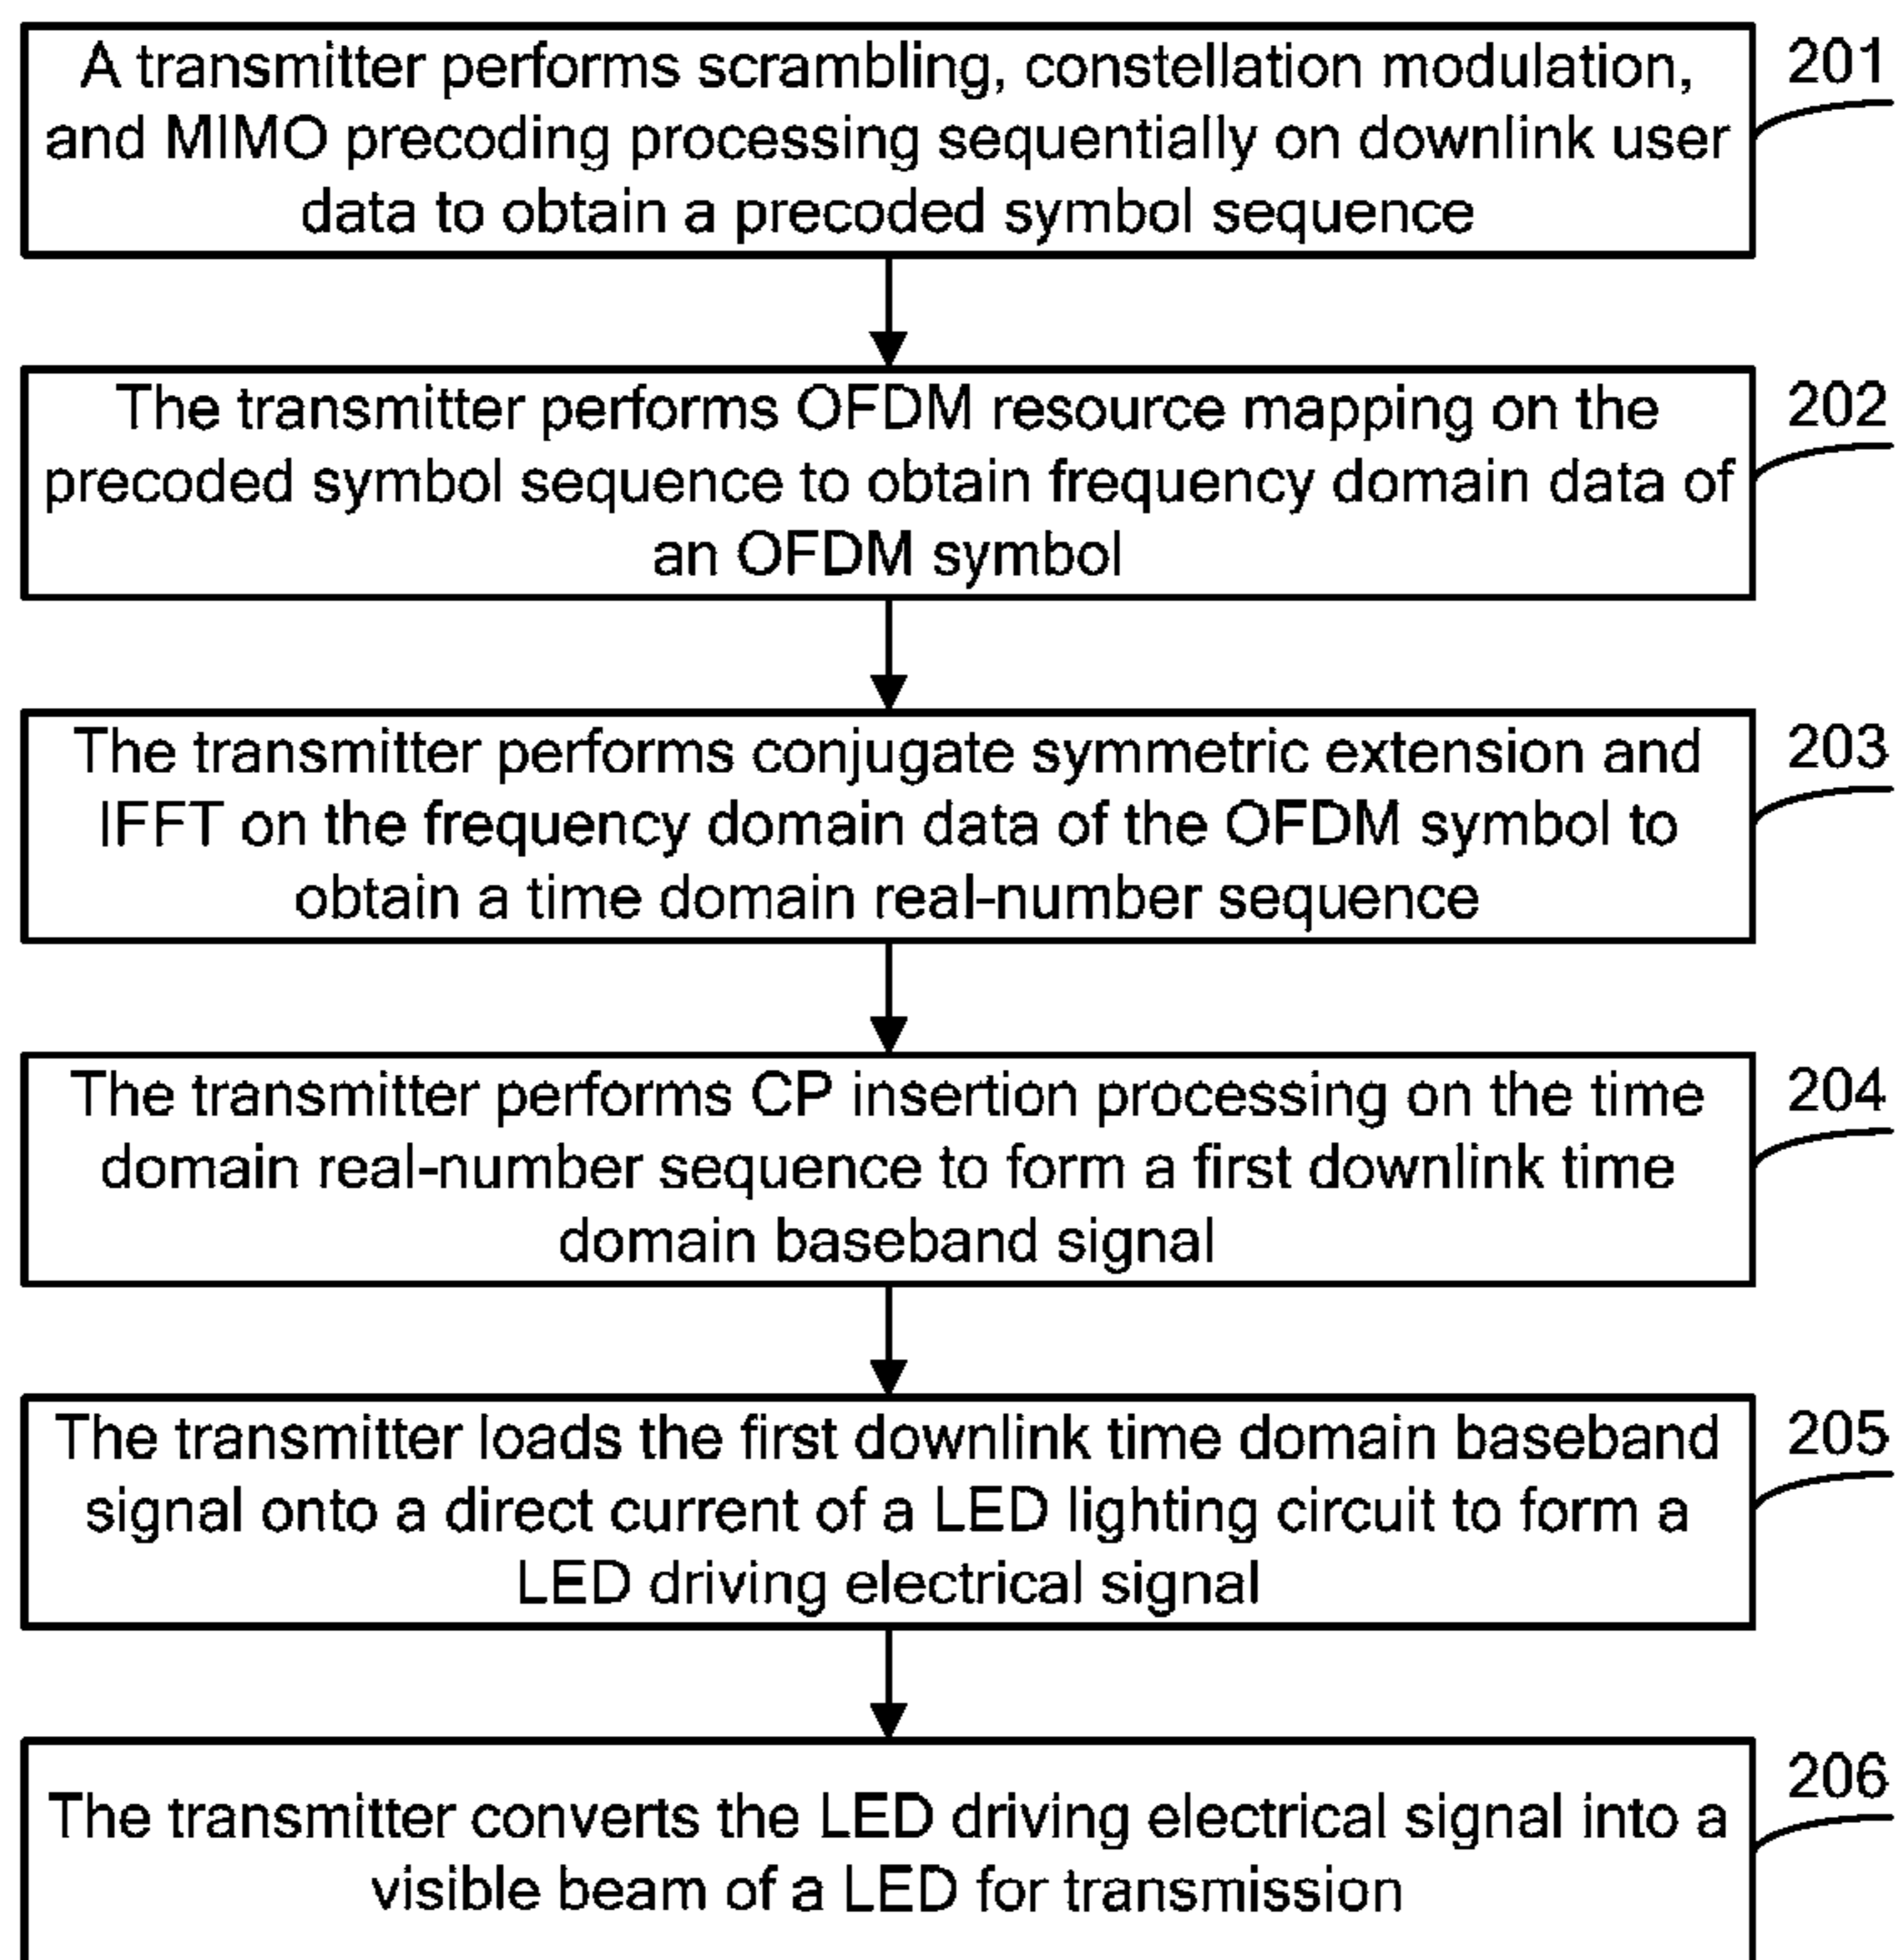 A transmitter performs scrambling, constellation modulation,
and MIMO precoding processing sequentially on downlink user
data to obtain a precoded symbol sequence
201
The transmitter performs OFDM resource mapping on the
precoded symbol sequence to obtain frequency domain data of
an OFDM symbol
202
The transmitter performs conjugate symmetric extension and
IFFT on the frequency domain data of the OFDM symbol to
obtain a time domain real-number sequence
203
The transmitter performs CP insertion processing on the time
domain real-number sequence to form a first downlink time
domain baseband signal
204
The transmitter loads the first downlink time domain baseband
signal onto a direct current of a LED lighting circuit to form a
LED driving electrical signal
205
The transmitter converts the LED driving electrical signal into a
visible beam of a LED for transmission
206